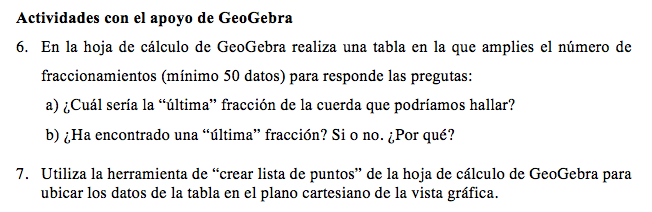 Actividades con el apoyo de GeoGebra
6. En la hoja de cálculo de GeoGebra realiza una tabla en la que amplies el número de
fraccionamientos (mínimo 50 datos) para responde las pregutas:
a) ¿Cuál sería la “última” fracción de la cuerda que podríamos hallar?
b) ¿Ha encontrado una “última” fracción? Si o no. ¿Por qué?
7. Utiliza la herramienta de “crear lista de puntos” de la hoja de cálculo de GeoGebra para
ubicar los datos de la tabla en el plano cartesiano de la vista gráfica.